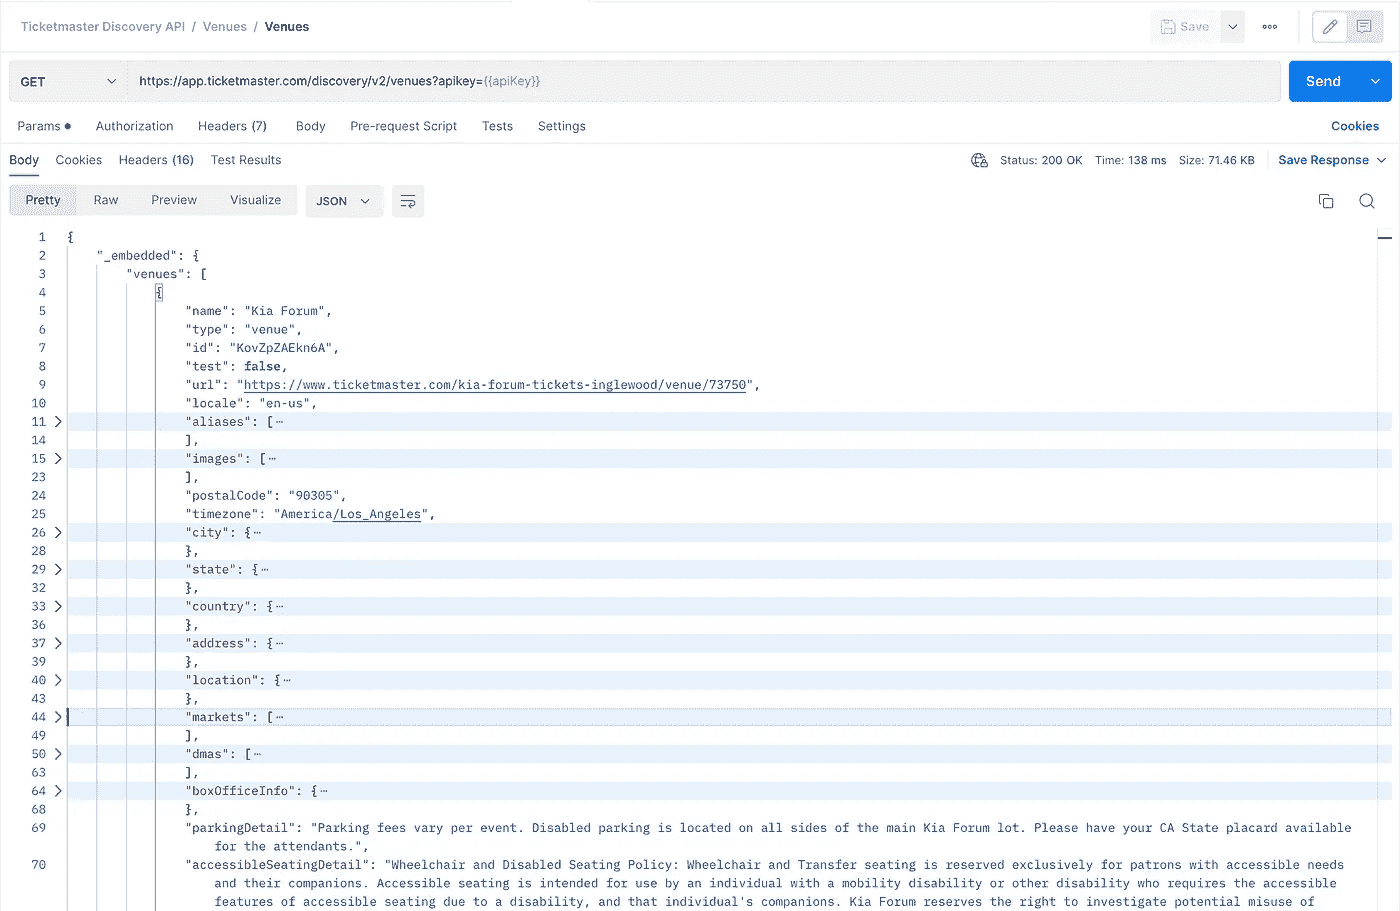 Ticketmaster Discovery API / Venues / Venues
Save
GET https://app.ticketmaster.com/discovery/v2/venues?apikey={{apiKey}} Send
Params Authorization Headers (7) Body Pre-request Script Tests Settings Cookies
Body Cookies Headers (16) Test Results Status: 200 OK Time: 138 ms Size: 71.46 KB Save Response
Pretty Raw Preview Visualize JSON
1 {
2 "_embedded": {
3 "venues": [
4 {
5 "name": "Kia Forum",
6 "type": "venue",
7 "id": "KovZpZAEkn6A",
8 "test": false,
9 "url": "https://www.ticketmaster.com/kia-forum-tickets-inglewood/venue/73750",
10 "locale": "en-us",
11 "aliases": [⋯
14 ],
15 "images": [⋯
23 ],
24 "postalCode": "90305",
25 "timezone": "America/Los_Angeles",
26 "city": {⋯
28 },
29 "state": {⋯
32 },
33 "country": {⋯
36 },
37 "address": {⋯
39 },
40 "location": {⋯
43 },
44 "markets": [⋯
49 ],
50 "dmas": [⋯
63 ],
64 "boxOfficeInfo": {⋯
68 },
69 "parkingDetail": "Parking fees vary per event. Disabled parking is located on all sides of the main Kia Forum lot. Please have your CA State placard available
for the attendants.",
70 "accessibleSeatingDetail": "Wheelchair and Disabled Seating Policy: Wheelchair and Transfer seating is reserved exclusively for patrons with accessible needs
and their companions. Accessible seating is intended for use by an individual with a mobility disability or other disability who requires the accessible
features of accessible seating due to a disability, and that individual's companions. Kia Forum reserves the right to investigate potential misuse of